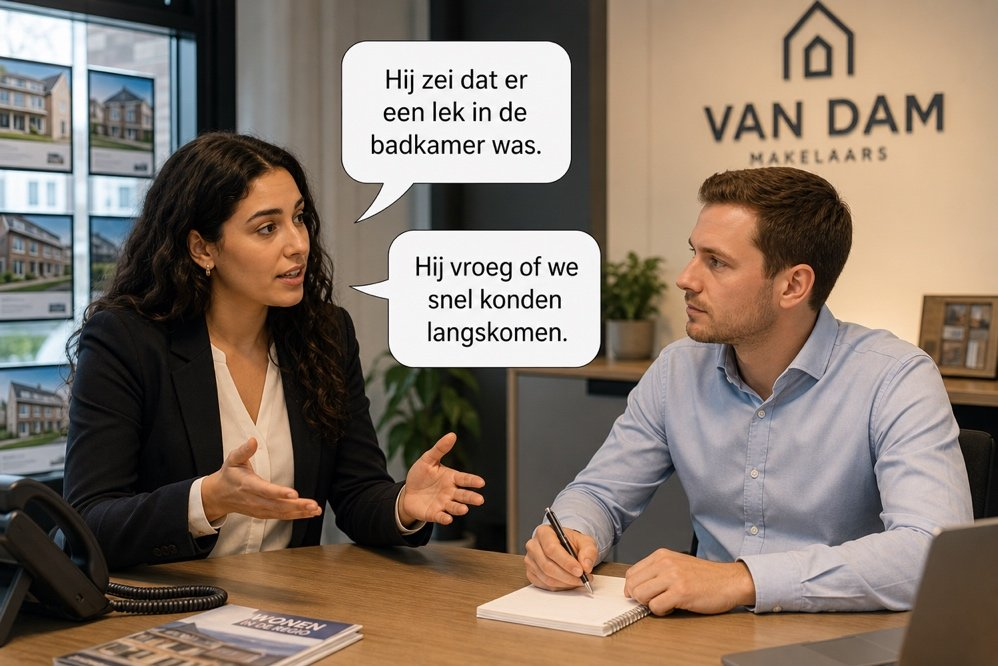 Hij zei dat er
een lek in de
badkamer was.
Hij vroeg of we
snel konden
langskomen.
VAN DAM
MAKELAARS
WONEN
IN DE REGIO